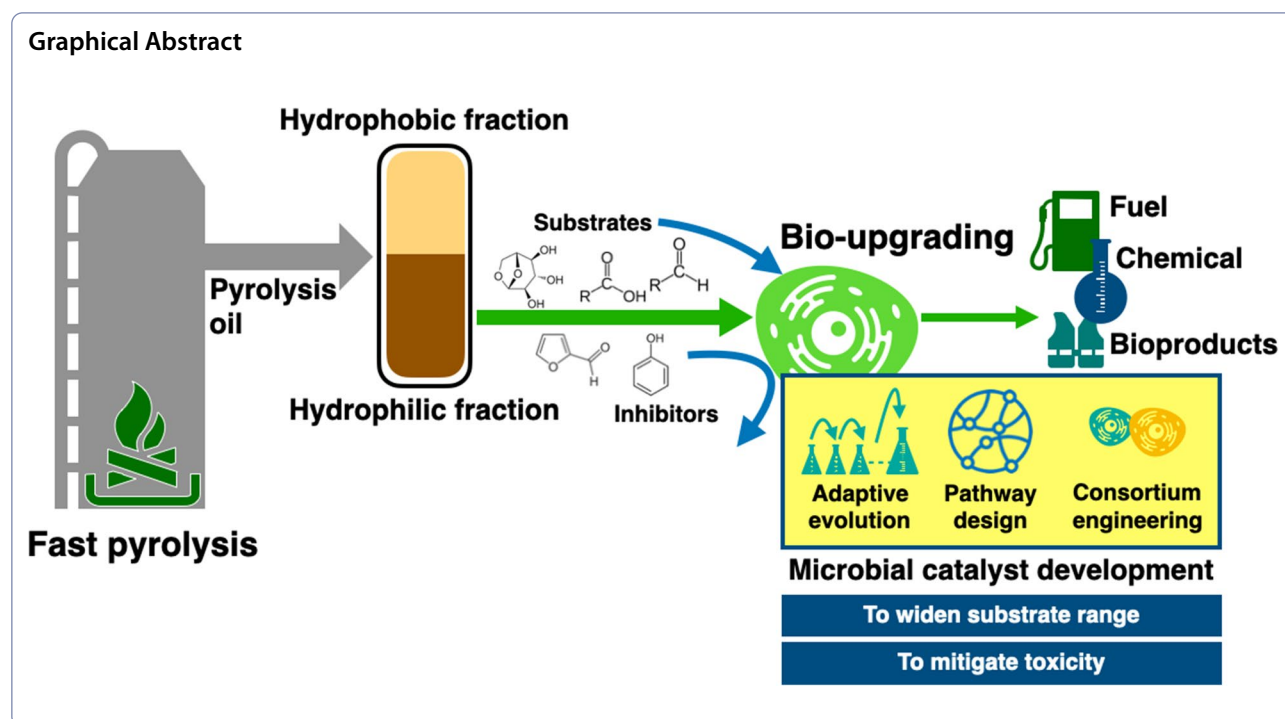 Graphical Abstract
Hydrophobic fraction
Pyrolysis
oil
Hydrophilic fraction
Fast pyrolysis
Substrates
O
O
OH
OH
OH
O
R
OH
O
R
H
O
O
H
OH
Inhibitors
Bio-upgrading
Fuel
Chemical
Bioproducts
Adaptive
evolution
Pathway
design
Consortium
engineering
Microbial catalyst development
To widen substrate range
To mitigate toxicity